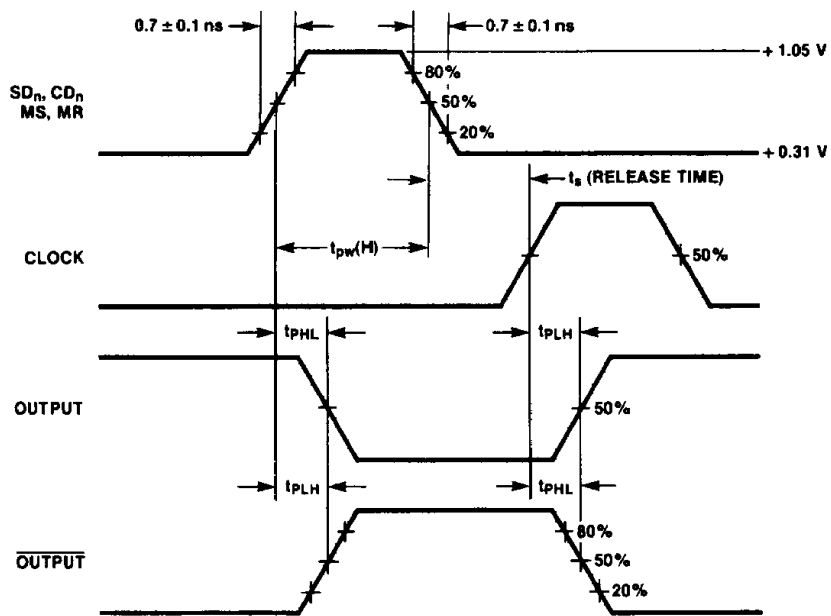 0.7 ± 0.1 ns
0.7 ± 0.1 ns
+ 1.05 V
SDn, CDn
MS, MR
80%
50%
20%
+ 0.31 V
ts (RELEASE TIME)
CLOCK
tpw(H)
50%
tPHL
tPLH
OUTPUT
50%
tPLH
tPHL
OUTPUT
80%
50%
20%